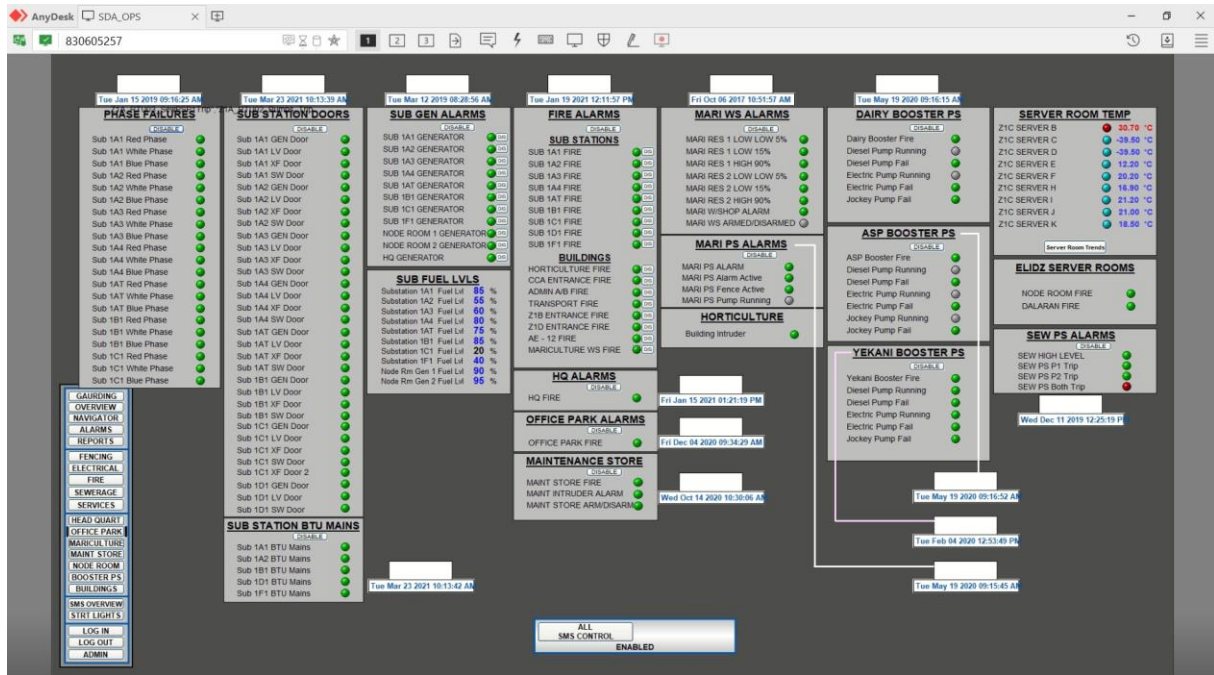 AnyDesk SDA_OPS
830605257
1 2 3
Tue Jan 15 2019 09:16:25 AM
PHASE FAILURES
DISABLE
Sub 1A1 Red Phase
Sub 1A1 White Phase
Sub 1A1 Blue Phase
Sub 1A2 Red Phase
Sub 1A2 White Phase
Sub 1A2 Blue Phase
Sub 1A3 Red Phase
Sub 1A3 White Phase
Sub 1A3 Blue Phase
Sub 1A4 Red Phase
Sub 1A4 White Phase
Sub 1A4 Blue Phase
Sub 1AT Red Phase
Sub 1AT White Phase
Sub 1AT Blue Phase
Sub 1B1 Red Phase
Sub 1B1 White Phase
Sub 1B1 Blue Phase
Sub 1C1 Red Phase
Sub 1C1 White Phase
Sub 1C1 Blue Phase
GAURDING
OVERVIEW
NAVIGATOR
ALARMS
REPORTS
FENCING
ELECTRICAL
FIRE
SEWERAGE
SERVICES
HEAD QUART
OFFICE PARK
MARICULTURE
MAINT STORE
NODE ROOM
BOOSTER PS
BUILDINGS
SMS OVERVIEW
STRT LIGHTS
LOG IN
LOG OUT
ADMIN
Tue Mar 23 2021 10:13:39 AM
SUB STATION DOORS
DISABLE
Sub 1A1 GEN Door
Sub 1A1 LV Door
Sub 1A1 XF Door
Sub 1A1 SW Door
Sub 1A2 GEN Door
Sub 1A2 LV Door
Sub 1A2 XF Door
Sub 1A2 SW Door
Sub 1A3 GEN Door
Sub 1A3 LV Door
Sub 1A3 XF Door
Sub 1A3 SW Door
Sub 1A4 GEN Door
Sub 1A4 LV Door
Sub 1A4 XF Door
Sub 1A4 SW Door
Sub 1AT GEN Door
Sub 1AT LV Door
Sub 1AT XF Door
Sub 1AT SW Door
Sub 1B1 GEN Door
Sub 1B1 LV Door
Sub 1B1 XF Door
Sub 1B1 SW Door
Sub 1C1 GEN Door
Sub 1C1 LV Door
Sub 1C1 XF Door
Sub 1C1 SW Door
Sub 1C1 XF Door 2
Sub 1D1 GEN Door
Sub 1D1 LV Door
Sub 1D1 SW Door
SUB STATION BTU MAINS
DISABLE
Sub 1A1 BTU Mains
Sub 1A2 BTU Mains
Sub 1B1 BTU Mains
Sub 1D1 BTU Mains
Sub 1F1 BTU Mains
Tue Mar 23 2021 10:13:42 AM
Tue Mar 12 2019 08:28:56 AM
SUB GEN ALARMS
DISABLE
SUB 1A1 GENERATOR
SUB 1A2 GENERATOR
SUB 1A3 GENERATOR
SUB 1A4 GENERATOR
SUB 1AT GENERATOR
SUB 1B1 GENERATOR
SUB 1C1 GENERATOR
SUB 1F1 GENERATOR
NODE ROOM 1 GENERATOR
NODE ROOM 2 GENERATOR
HQ GENERATOR
SUB FUEL LVLS
Substation 1A1 Fuel Lvl 85 %
Substation 1A2 Fuel Lvl 55 %
Substation 1A3 Fuel Lvl 60 %
Substation 1A4 Fuel Lvl 80 %
Substation 1AT Fuel Lvl 75 %
Substation 1B1 Fuel Lvl 85 %
Substation 1C1 Fuel Lvl 20 %
Substation 1F1 Fuel Lvl 40 %
Node Rm Gen 1 Fuel Lvl 90 %
Node Rm Gen 2 Fuel Lvl 95 %
Tue Jan 19 2021 12:11:57 PM
FIRE ALARMS
DISABLE
SUB STATIONS
SUB 1A1 FIRE
SUB 1A2 FIRE
SUB 1A3 FIRE
SUB 1A4 FIRE
SUB 1AT FIRE
SUB 1B1 FIRE
SUB 1C1 FIRE
SUB 1D1 FIRE
SUB 1F1 FIRE
BUILDINGS
HORTICULTURE FIRE
CCA ENTRANCE FIRE
ADMIN A/B FIRE
TRANSPORT FIRE
Z1B ENTRANCE FIRE
Z1D ENTRANCE FIRE
AE - 12 FIRE
MARICULTURE WS FIRE
HQ ALARMS
DISABLE
HQ FIRE
Fri Jan 15 2021 01:21:19 PM
OFFICE PARK ALARMS
DISABLE
OFFICE PARK FIRE
Fri Dec 04 2020 09:34:29 AM
MAINTENANCE STORE
DISABLE
MAINT STORE FIRE
MAINT INTRUDER ALARM
MAINT STORE ARM/DISARM
Wed Oct 14 2020 10:30:06 AM
ALL
SMS CONTROL
ENABLED
Fri Oct 06 2017 10:51:57 AM
MARI WS ALARMS
DISABLE
MARI RES 1 LOW LOW 5%
MARI RES 1 LOW 15%
MARI RES 1 HIGH 90%
MARI RES 2 LOW LOW 5%
MARI RES 2 LOW 15%
MARI RES 2 HIGH 90%
MARI W/SHOP ALARM
MARI WS ARMED/DISARMED
MARI PS ALARMS
DISABLE
MARI PS ALARM
MARI PS Alarm Active
MARI PS Fence Active
MARI PS Pump Running
HORTICULTURE
Building Intruder
Tue May 19 2020 09:16:15 AM
DAIRY BOOSTER PS
DISABLE
Dairy Booster Fire
Diesel Pump Running
Diesel Pump Fail
Electric Pump Running
Electric Pump Fail
Jockey Pump Fail
ASP BOOSTER PS
DISABLE
ASP Booster Fire
Diesel Pump Running
Diesel Pump Fail
Electric Pump Running
Electric Pump Fail
Jockey Pump Running
Jockey Pump Fail
YEKANI BOOSTER PS
DISABLE
Yekani Booster Fire
Diesel Pump Running
Diesel Pump Fail
Electric Pump Running
Electric Pump Fail
Jockey Pump Fail
Tue May 19 2020 09:16:52 AM
Tue Feb 04 2020 12:53:49 PM
Tue May 19 2020 09:15:45 AM
SERVER ROOM TEMP
Z1C SERVER B 30.70 °C
Z1C SERVER C -39.50 °C
Z1C SERVER D -39.50 °C
Z1C SERVER E 12.20 °C
Z1C SERVER F 20.20 °C
Z1C SERVER H 16.90 °C
Z1C SERVER I 21.20 °C
Z1C SERVER J 21.00 °C
Z1C SERVER K 18.50 °C
Server Room Trends
ELIDZ SERVER ROOMS
NODE ROOM FIRE
DALARAN FIRE
SEW PS ALARMS
DISABLE
SEW HIGH LEVEL
SEW PS P1 Trip
SEW PS P2 Trip
SEW PS Both Trip
Wed Dec 11 2019 12:25:19 PM